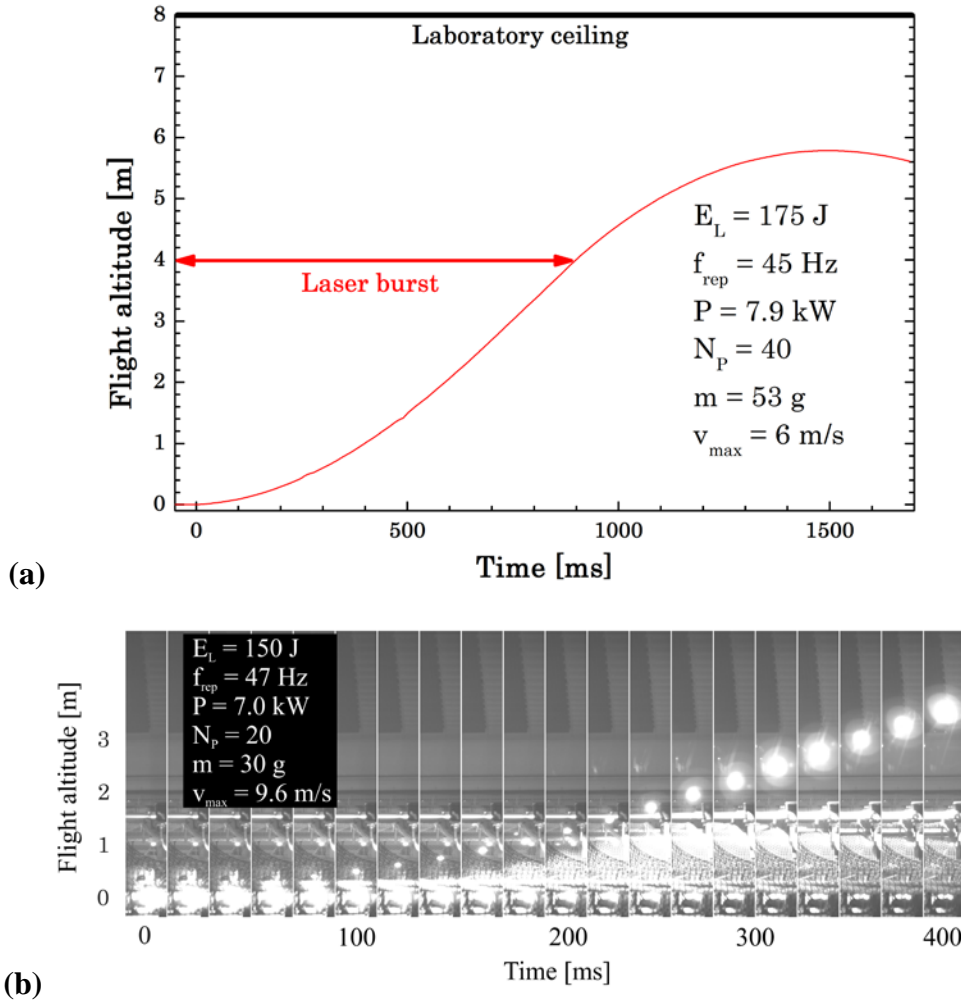 Laboratory ceiling
8
7
6
5
4
3
2
1
0
Flight altitude [m]
Laser burst
E_L = 175 J
f_rep = 45 Hz
P = 7.9 kW
N_P = 40
m = 53 g
v_max = 6 m/s
0 500 1000 1500
Time [ms]
(a)
E_L = 150 J
f_rep = 47 Hz
P = 7.0 kW
N_P = 20
m = 30 g
v_max = 9.6 m/s
Flight altitude [m]
3
2
1
0
0 100 200 300 400
Time [ms]
(b)